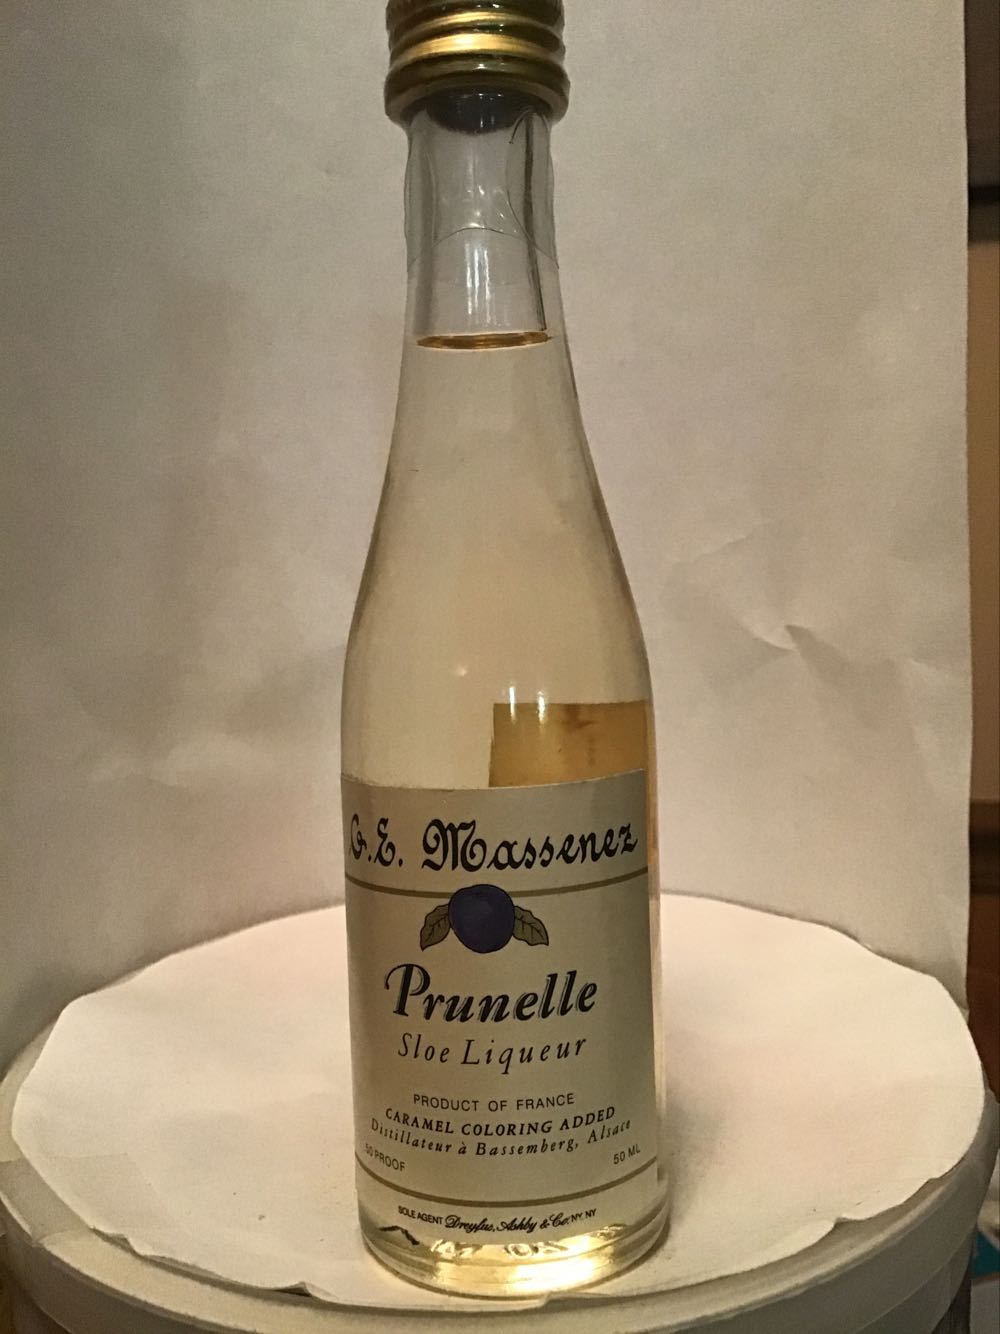 G.E. Massenez
Prunelle
Sloe Liqueur
PRODUCT OF FRANCE
CARAMEL COLORING ADDED
Distillateur à Bassemberg, Alsace
50 PROOF
50 ML
SOLE AGENT Dreyfus, Ashby & Co. NY. NY